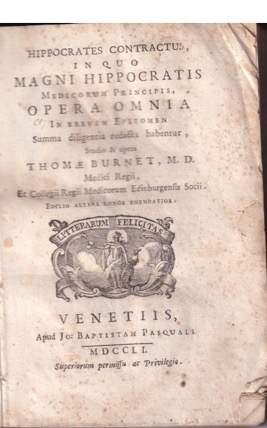 HIPPOCRATES CONTRACTUS,
IN QUO
MAGNI HIPPOCRATIS
MEDICORUM PRINCIPIS,
OPERA OMNIA
IN BREVEM EPITOMEN
Summa diligentia redacta habentur,
Studio & opera
THOMÆ BURNET, M. D.
Medici Regii,
Et Collegii Regii Medicorum Edinburgensis Socii.
EDITIO ALTERA LONGE EMENDATIOR.
LITTERARUM FELICITAS
VENETIIS,
Apud JO: BAPTISTAM PASQUALI
MDCCLI.
Superiorum permissu ac Privilegio.